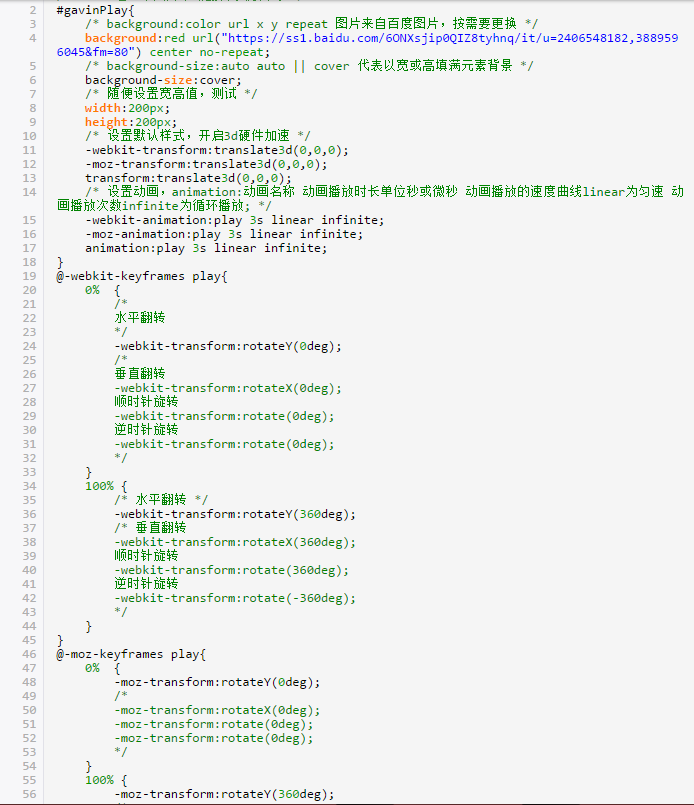 2 #gavinPlay{
3 /* background:color url x y repeat 图片来自百度图片，按需要更换 */
4 background:red url("https://ss1.baidu.com/6ONXsjip0QIZ8tyhnq/it/u=2406548182,388959
6045&fm=80") center no-repeat;
5 /* background-size:auto auto || cover 代表以宽或高填满元素背景 */
6 background-size:cover;
7 /* 随便设置宽高值，测试 */
8 width:200px;
9 height:200px;
10 /* 设置默认样式，开启3d硬件加速 */
11 -webkit-transform:translate3d(0,0,0);
12 -moz-transform:translate3d(0,0,0);
13 transform:translate3d(0,0,0);
14 /* 设置动画，animation:动画名称 动画播放时长单位秒或微秒 动画播放的速度曲线linear为匀速 动
画播放次数infinite为循环播放; */
15 -webkit-animation:play 3s linear infinite;
16 -moz-animation:play 3s linear infinite;
17 animation:play 3s linear infinite;
18 }
19 @-webkit-keyframes play{
20 0% {
21 /*
22 水平翻转
23 */
24 -webkit-transform:rotateY(0deg);
25 /*
26 垂直翻转
27 -webkit-transform:rotateX(0deg);
28 顺时针旋转
29 -webkit-transform:rotate(0deg);
30 逆时针旋转
31 -webkit-transform:rotate(0deg);
32 */
33 }
34 100% {
35 /* 水平翻转 */
36 -webkit-transform:rotateY(360deg);
37 /* 垂直翻转
38 -webkit-transform:rotateX(360deg);
39 顺时针旋转
40 -webkit-transform:rotate(360deg);
41 逆时针旋转
42 -webkit-transform:rotate(-360deg);
43 */
44 }
45 }
46 @-moz-keyframes play{
47 0% {
48 -moz-transform:rotateY(0deg);
49 /*
50 -moz-transform:rotateX(0deg);
51 -moz-transform:rotate(0deg);
52 -moz-transform:rotate(0deg);
53 */
54 }
55 100% {
56 -moz-transform:rotateY(360deg);